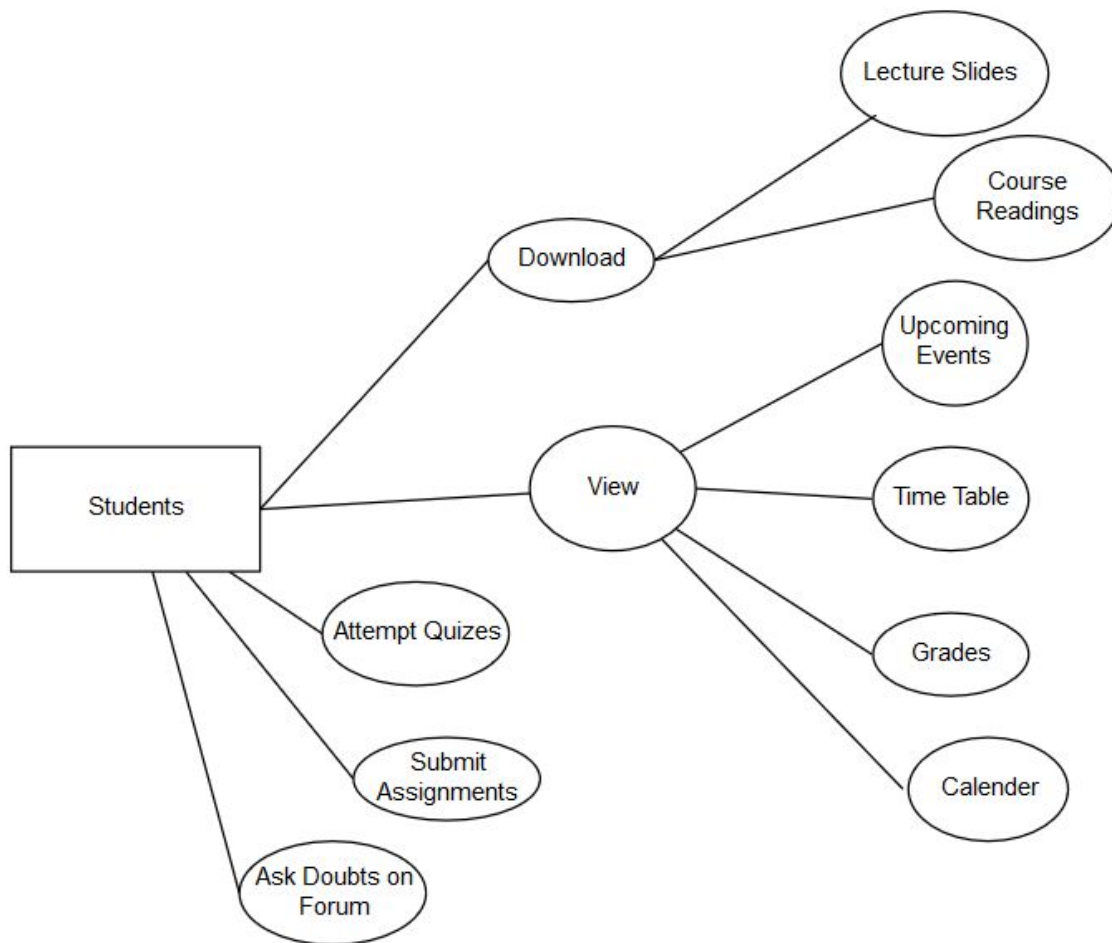 Lecture Slides
Course
Readings
Download
Upcoming
Events
View
Time Table
Students
Attempt Quizes
Grades
Submit
Assignments
Calender
Ask Doubts on
Forum